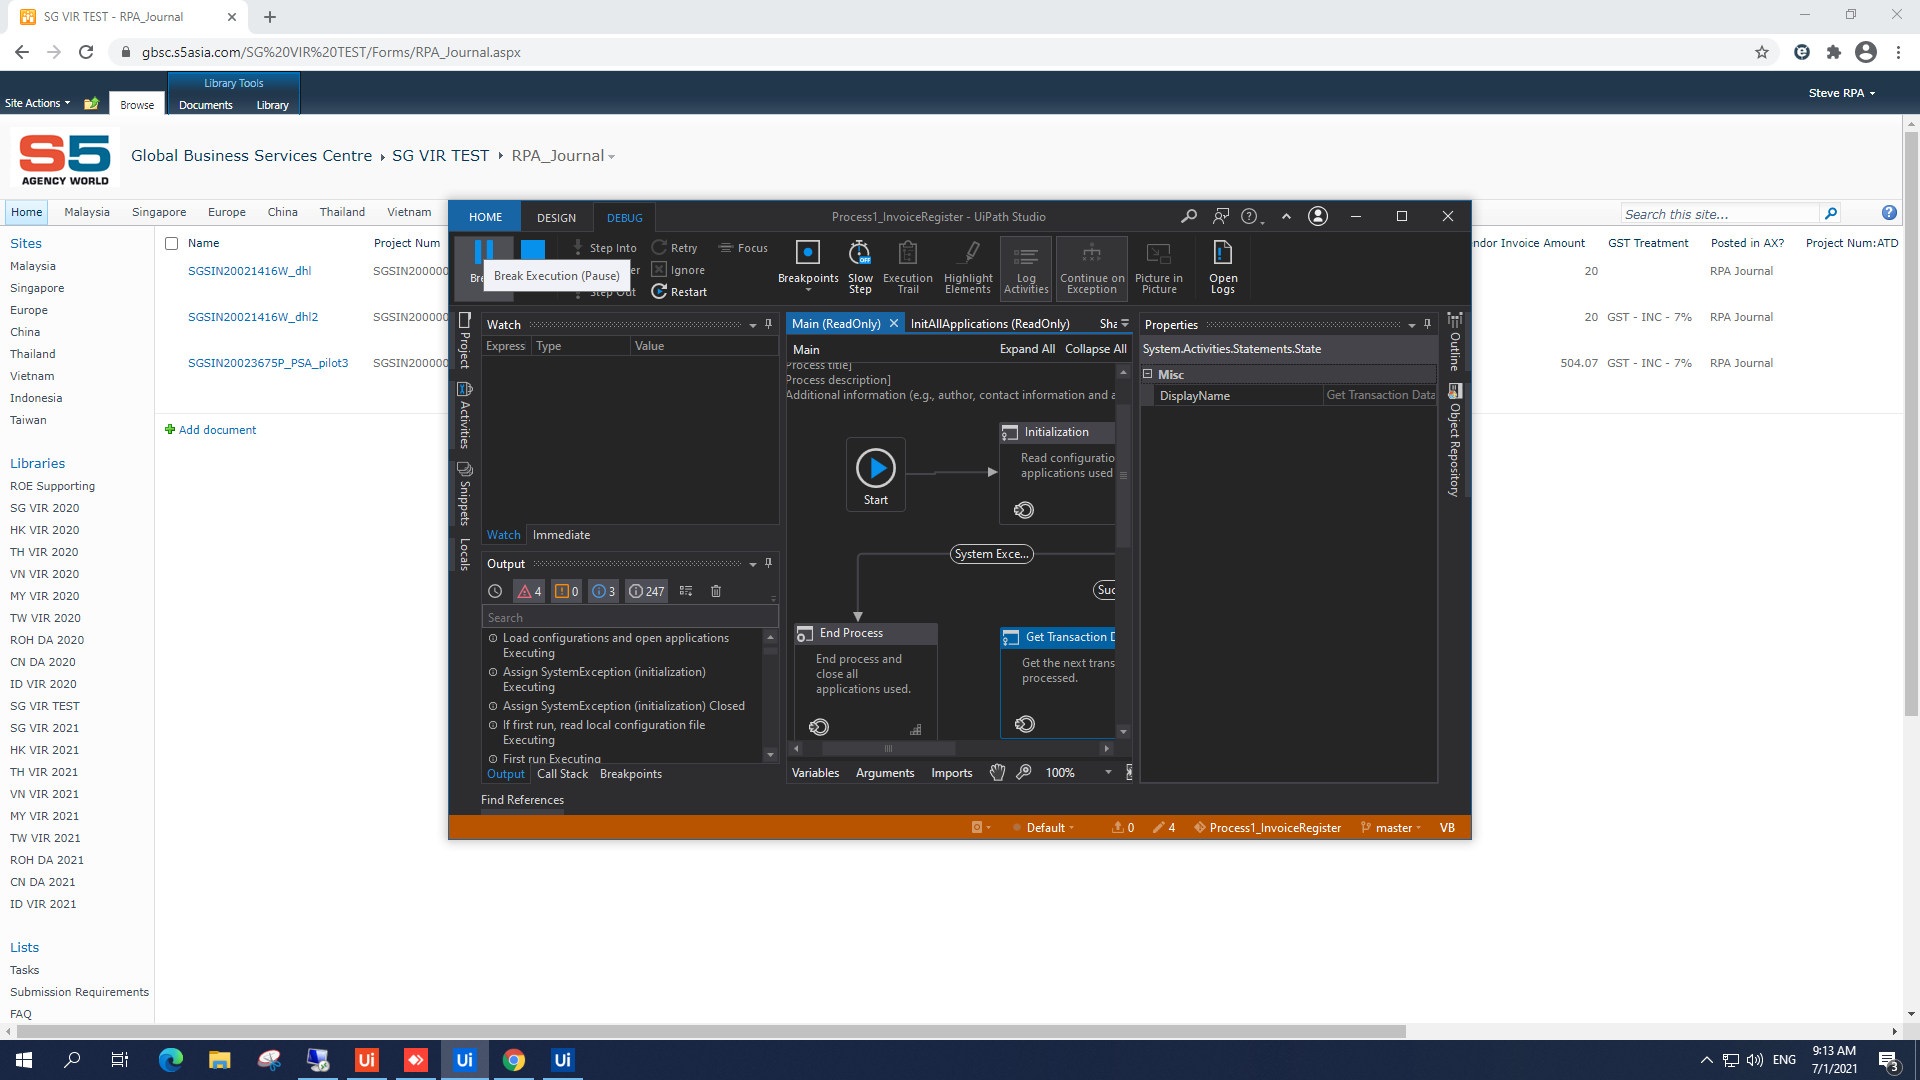 SG VIR TEST - RPA_Journal
gbsc.s5asia.com/SG%20VIR%20TEST/Forms/RPA_Journal.aspx
Library Tools
Site Actions
Browse
Documents
Library
Steve RPA
S5
AGENCY WORLD
Global Business Services Centre
SG VIR TEST
RPA_Journal
Home
Malaysia
Singapore
Europe
China
Thailand
Vietnam
Search this site...
Sites
Malaysia
Singapore
Europe
China
Thailand
Vietnam
Indonesia
Taiwan
Libraries
ROE Supporting
SG VIR 2020
HK VIR 2020
TH VIR 2020
VN VIR 2020
MY VIR 2020
TW VIR 2020
ROH DA 2020
CN DA 2020
ID VIR 2020
SG VIR TEST
SG VIR 2021
HK VIR 2021
TH VIR 2021
VN VIR 2021
MY VIR 2021
TW VIR 2021
ROH DA 2021
CN DA 2021
ID VIR 2021
Lists
Tasks
Submission Requirements
FAQ
Name
Project Num
SGSIN20021416W_dhl
SGSIN200000
SGSIN20021416W_dhl2
SGSIN200000
SGSIN20023675P_PSA_pilot3
SGSIN200000
Add document
ndor Invoice Amount
GST Treatment
Posted in AX?
Project Num:ATD
20
RPA Journal
20
GST - INC - 7%
RPA Journal
504.07
GST - INC - 7%
RPA Journal
HOME
DESIGN
DEBUG
Process1_InvoiceRegister - UiPath Studio
Bre
Break Execution (Pause)
Step Into
er
Step Out
Retry
Ignore
Restart
Focus
Breakpoints
Slow
Step
Execution
Trail
Highlight
Elements
Log
Activities
Continue on
Exception
Picture in
Picture
Open
Logs
Project
Activities
Snippets
Locals
Watch
Express
Type
Value
Watch
Immediate
Output
4
0
3
247
Search
Load configurations and open applications
Executing
Assign SystemException (initialization)
Executing
Assign SystemException (initialization) Closed
If first run, read local configuration file
Executing
First run Executing
Output
Call Stack
Breakpoints
Find References
Main (ReadOnly)
InitAllApplications (ReadOnly)
Sha
Main
Expand All
Collapse All
Process title]
Process description]
Additional information (e.g., author, contact information and a
Start
Initialization
Read configuratio
applications used
System Exce...
Suc
End Process
End process and
close all
applications used.
Get Transaction D
Get the next trans
processed.
Variables
Arguments
Imports
100%
Properties
System.Activities.Statements.State
Misc
DisplayName
Get Transaction Data
Outline
Object Repository
Default
0
4
Process1_InvoiceRegister
master
VB
Ui
Ui
Ui
ENG
9:13 AM
7/1/2021
3